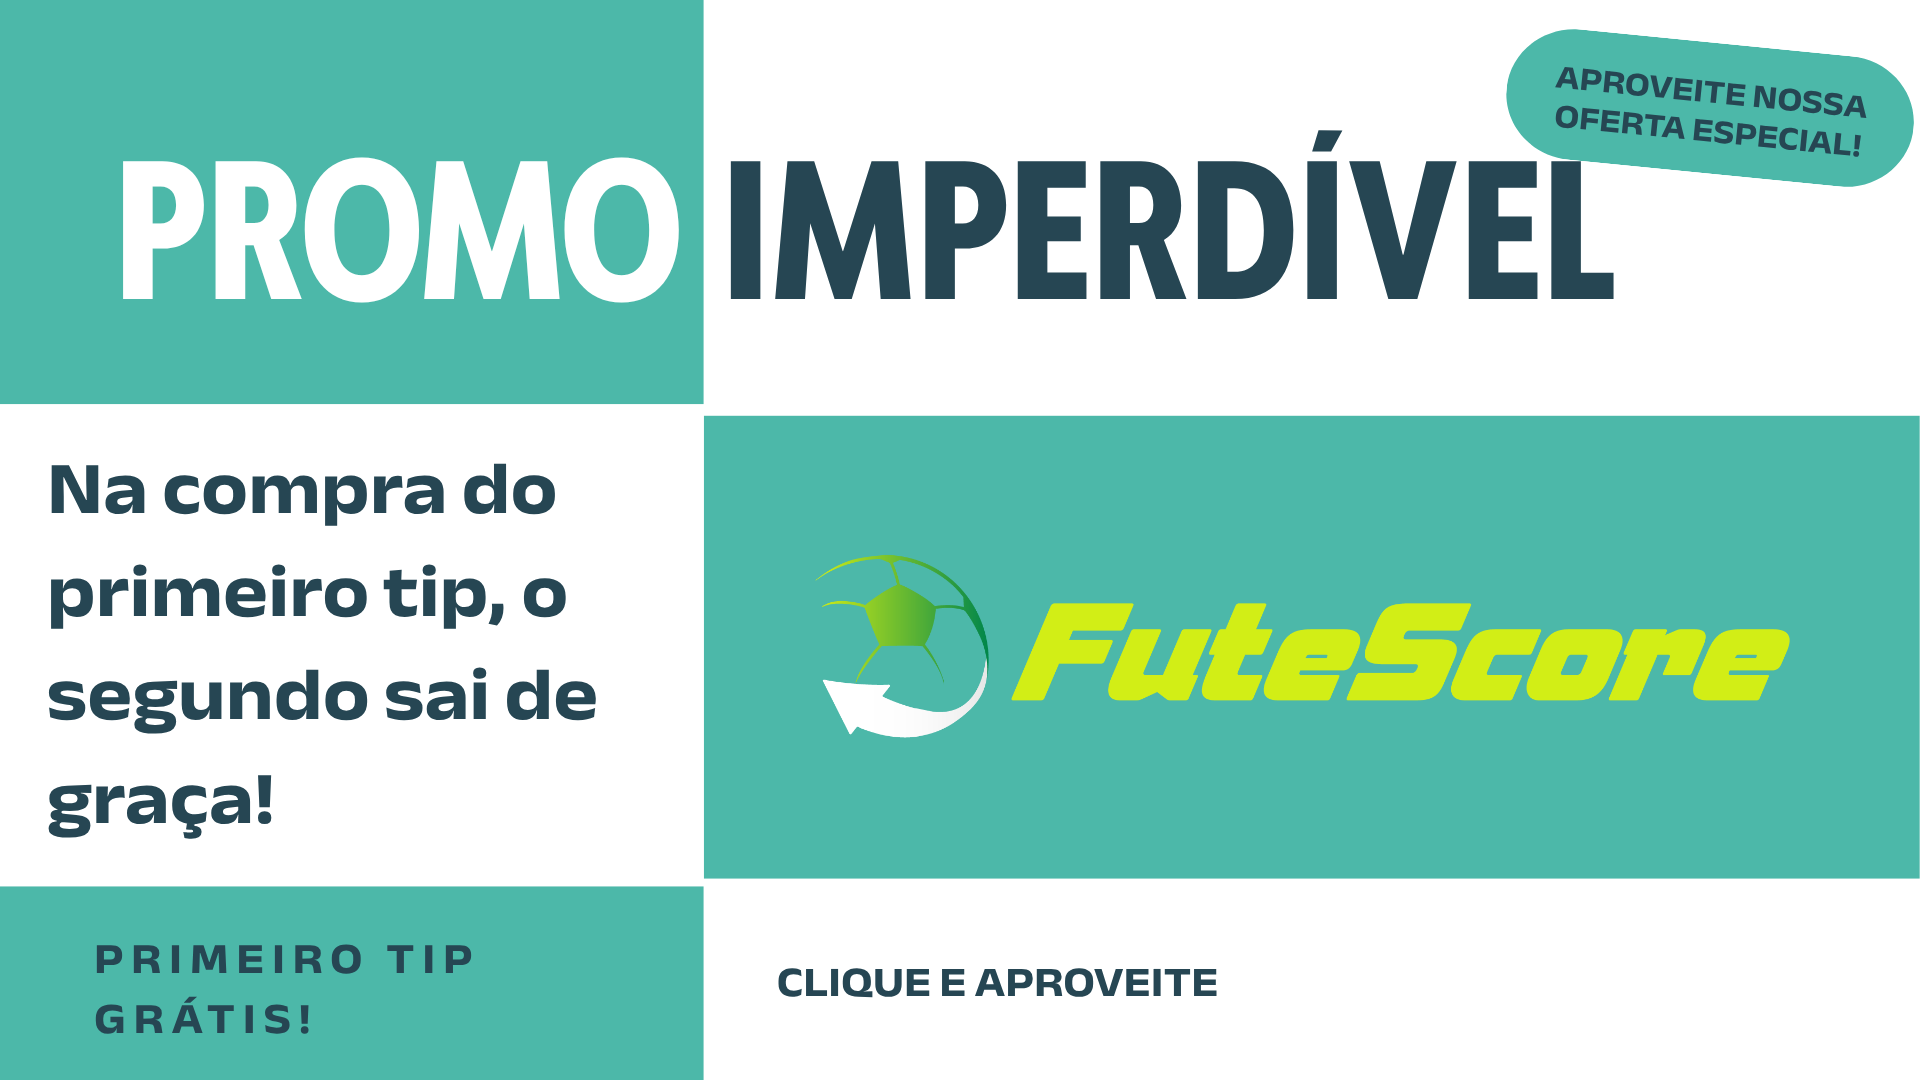 APROVEITE NOSSA
OFERTA ESPECIAL!
PROMO IMPERDÍVEL
Na compra do
primeiro tip, o
segundo sai de
graça!
FuteScore
PRIMEIRO TIP
GRÁTIS!
CLIQUE E APROVEITE